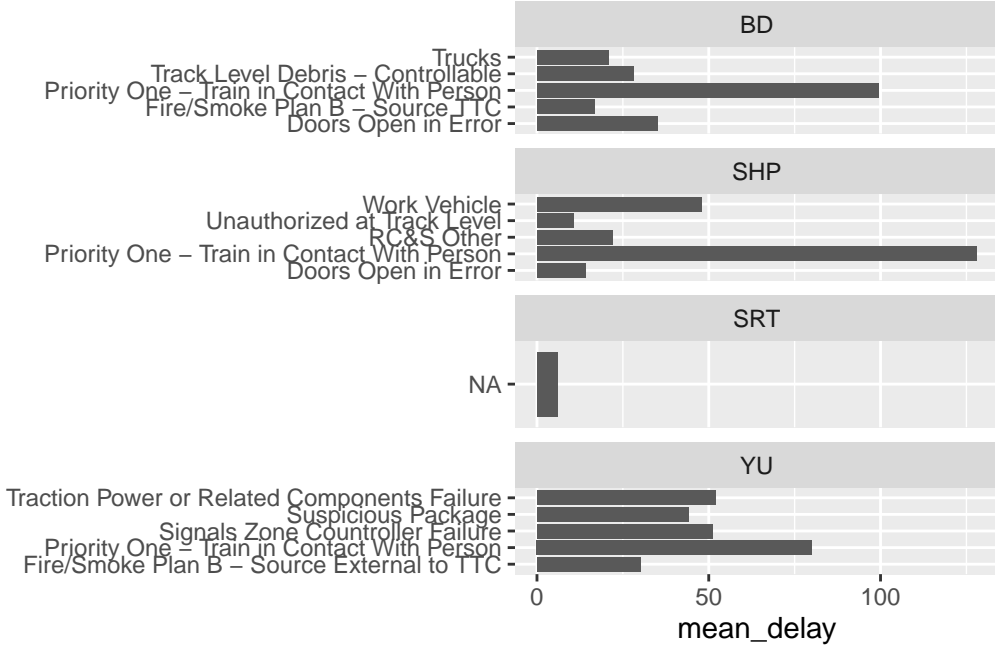 BD
Trucks
Track Level Debris – Controllable
Priority One – Train in Contact With Person
Fire/Smoke Plan B – Source TTC
Doors Open in Error
SHP
Work Vehicle
Unauthorized at Track Level
RC&S Other
Priority One – Train in Contact With Person
Doors Open in Error
SRT
NA
YU
Traction Power or Related Components Failure
Suspicious Package
Signals Zone Countroller Failure
Priority One – Train in Contact With Person
Fire/Smoke Plan B – Source External to TTC
0 50 100
mean_delay